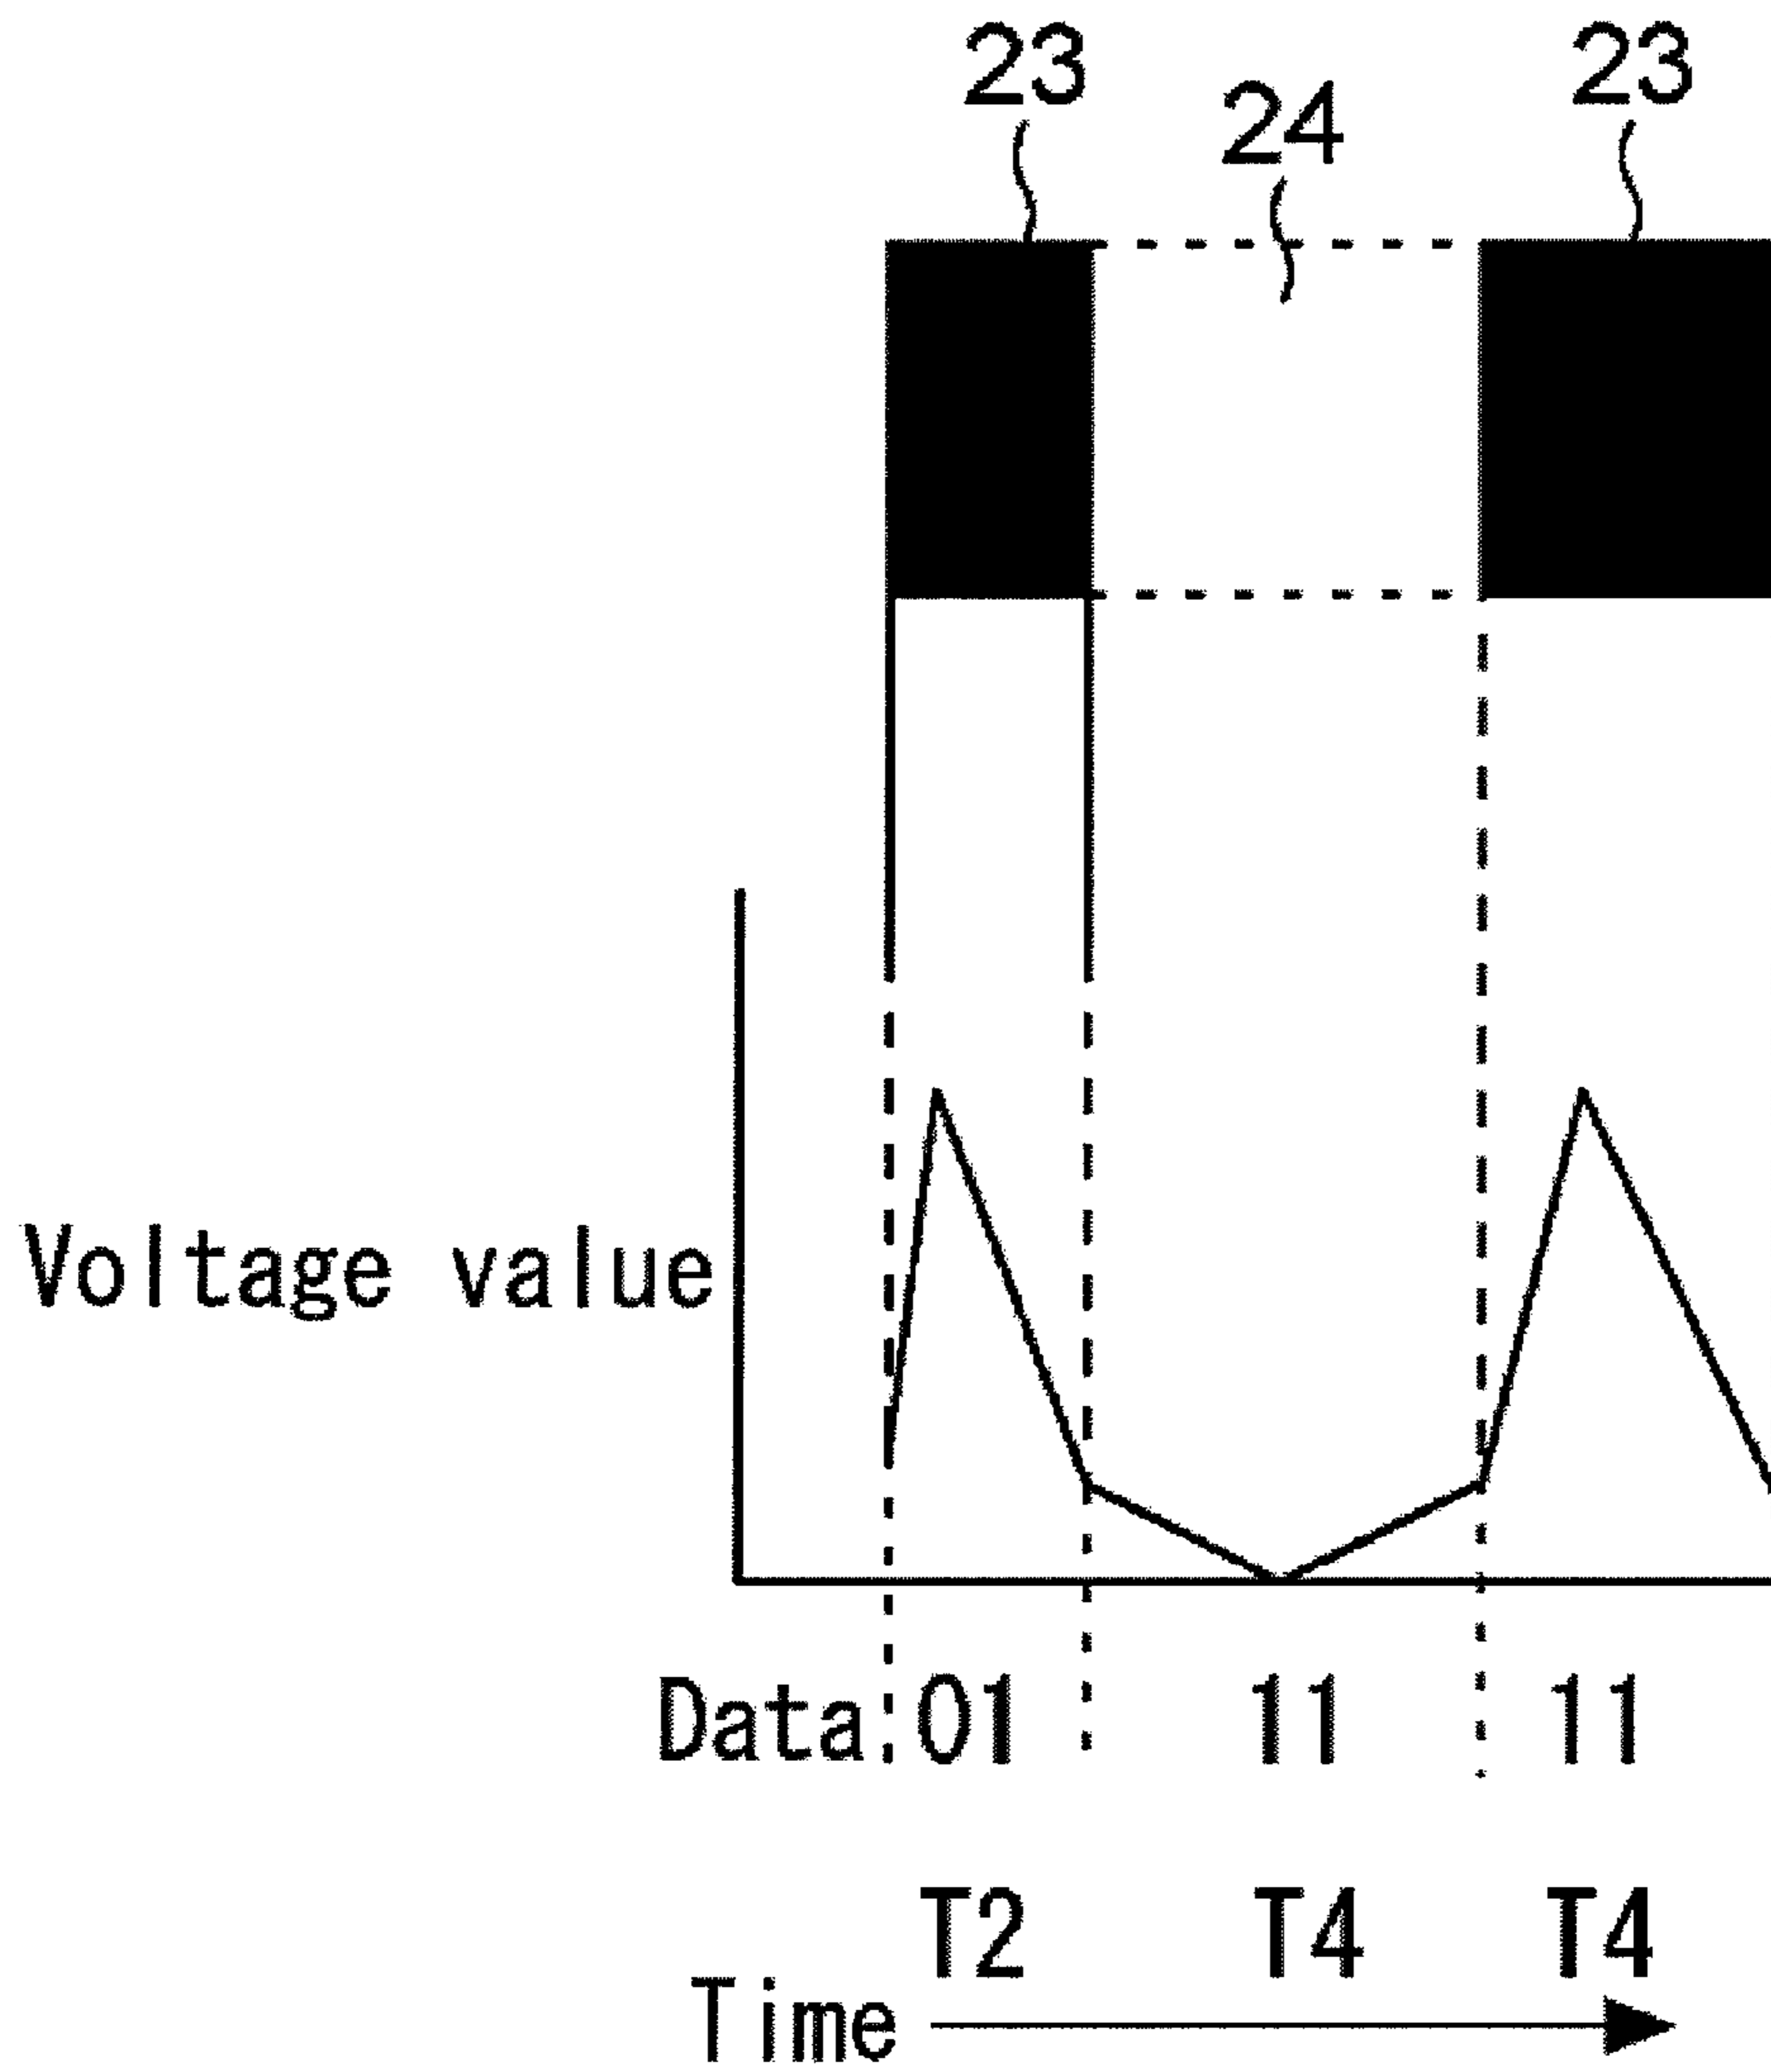 23 24 23
Voltage value
Data 01 11 11
T2 T4 T4
Time